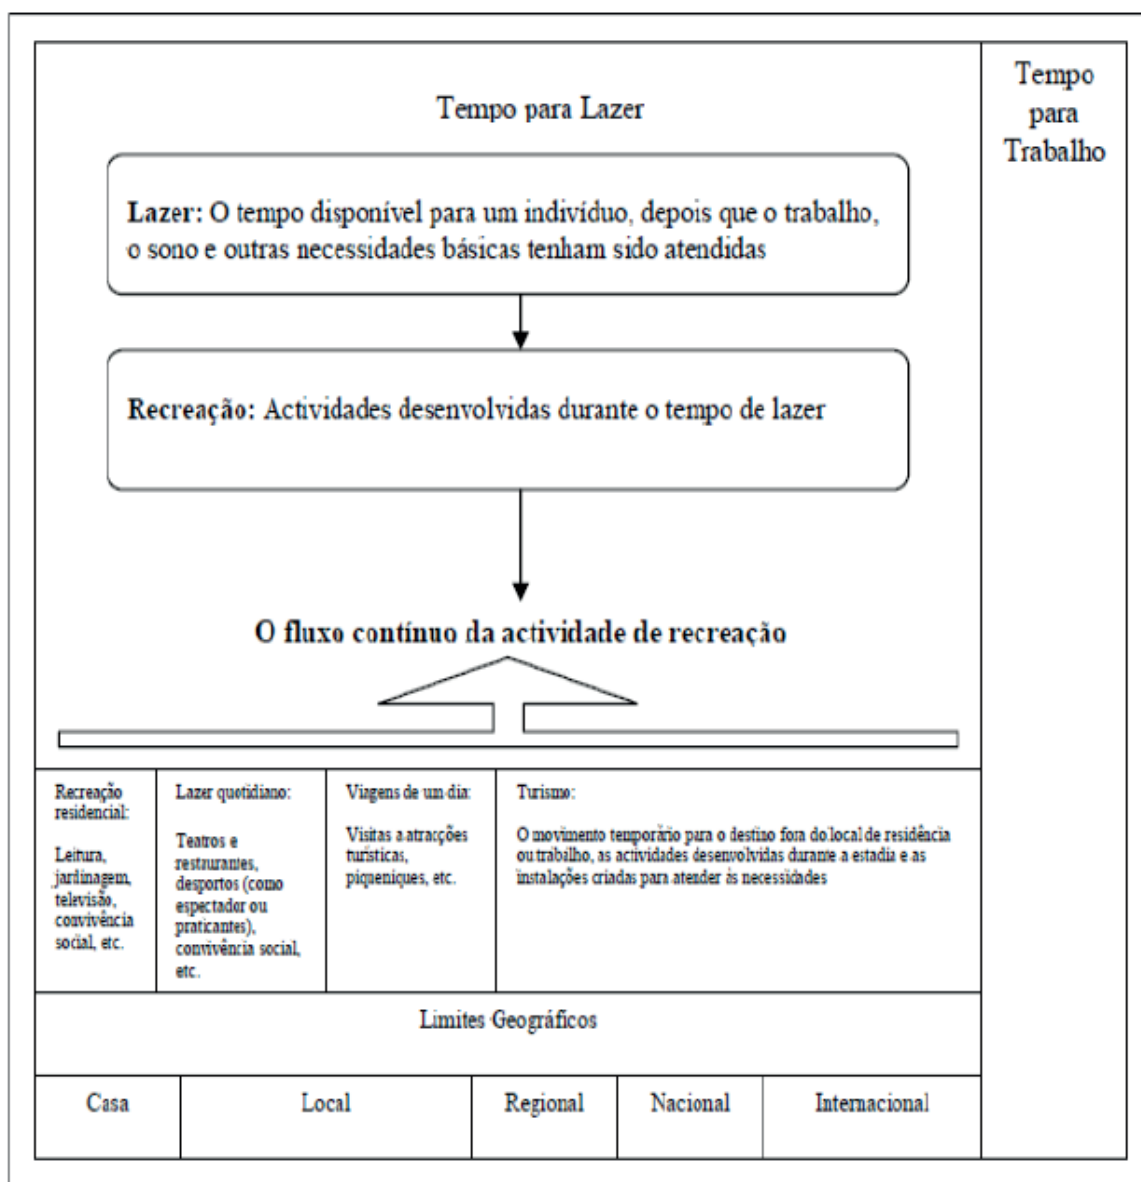 Tempo para Lazer
Tempo
para
Trabalho
Lazer: O tempo disponível para um indivíduo, depois que o trabalho,
o sono e outras necessidades básicas tenham sido atendidas
Recreação: Actividades desenvolvidas durante o tempo de lazer
O fluxo contínuo da actividade de recreação
Recreação
residencial:
Leitura,
jardinagem,
televisão,
convivência
social, etc.
Lazer quotidiano:
Teatros e
restaurantes,
desportos (como
espectador ou
praticantes),
convivência social,
etc.
Viagens de um dia:
Visitas a atracções
turísticas,
piqueniques, etc.
Turismo:
O movimento temporário para o destino fora do local de residência
ou trabalho, as actividades desenvolvidas durante a estadia e as
instalações criadas para atender às necessidades
Limites Geográficos
Casa
Local
Regional
Nacional
Internacional